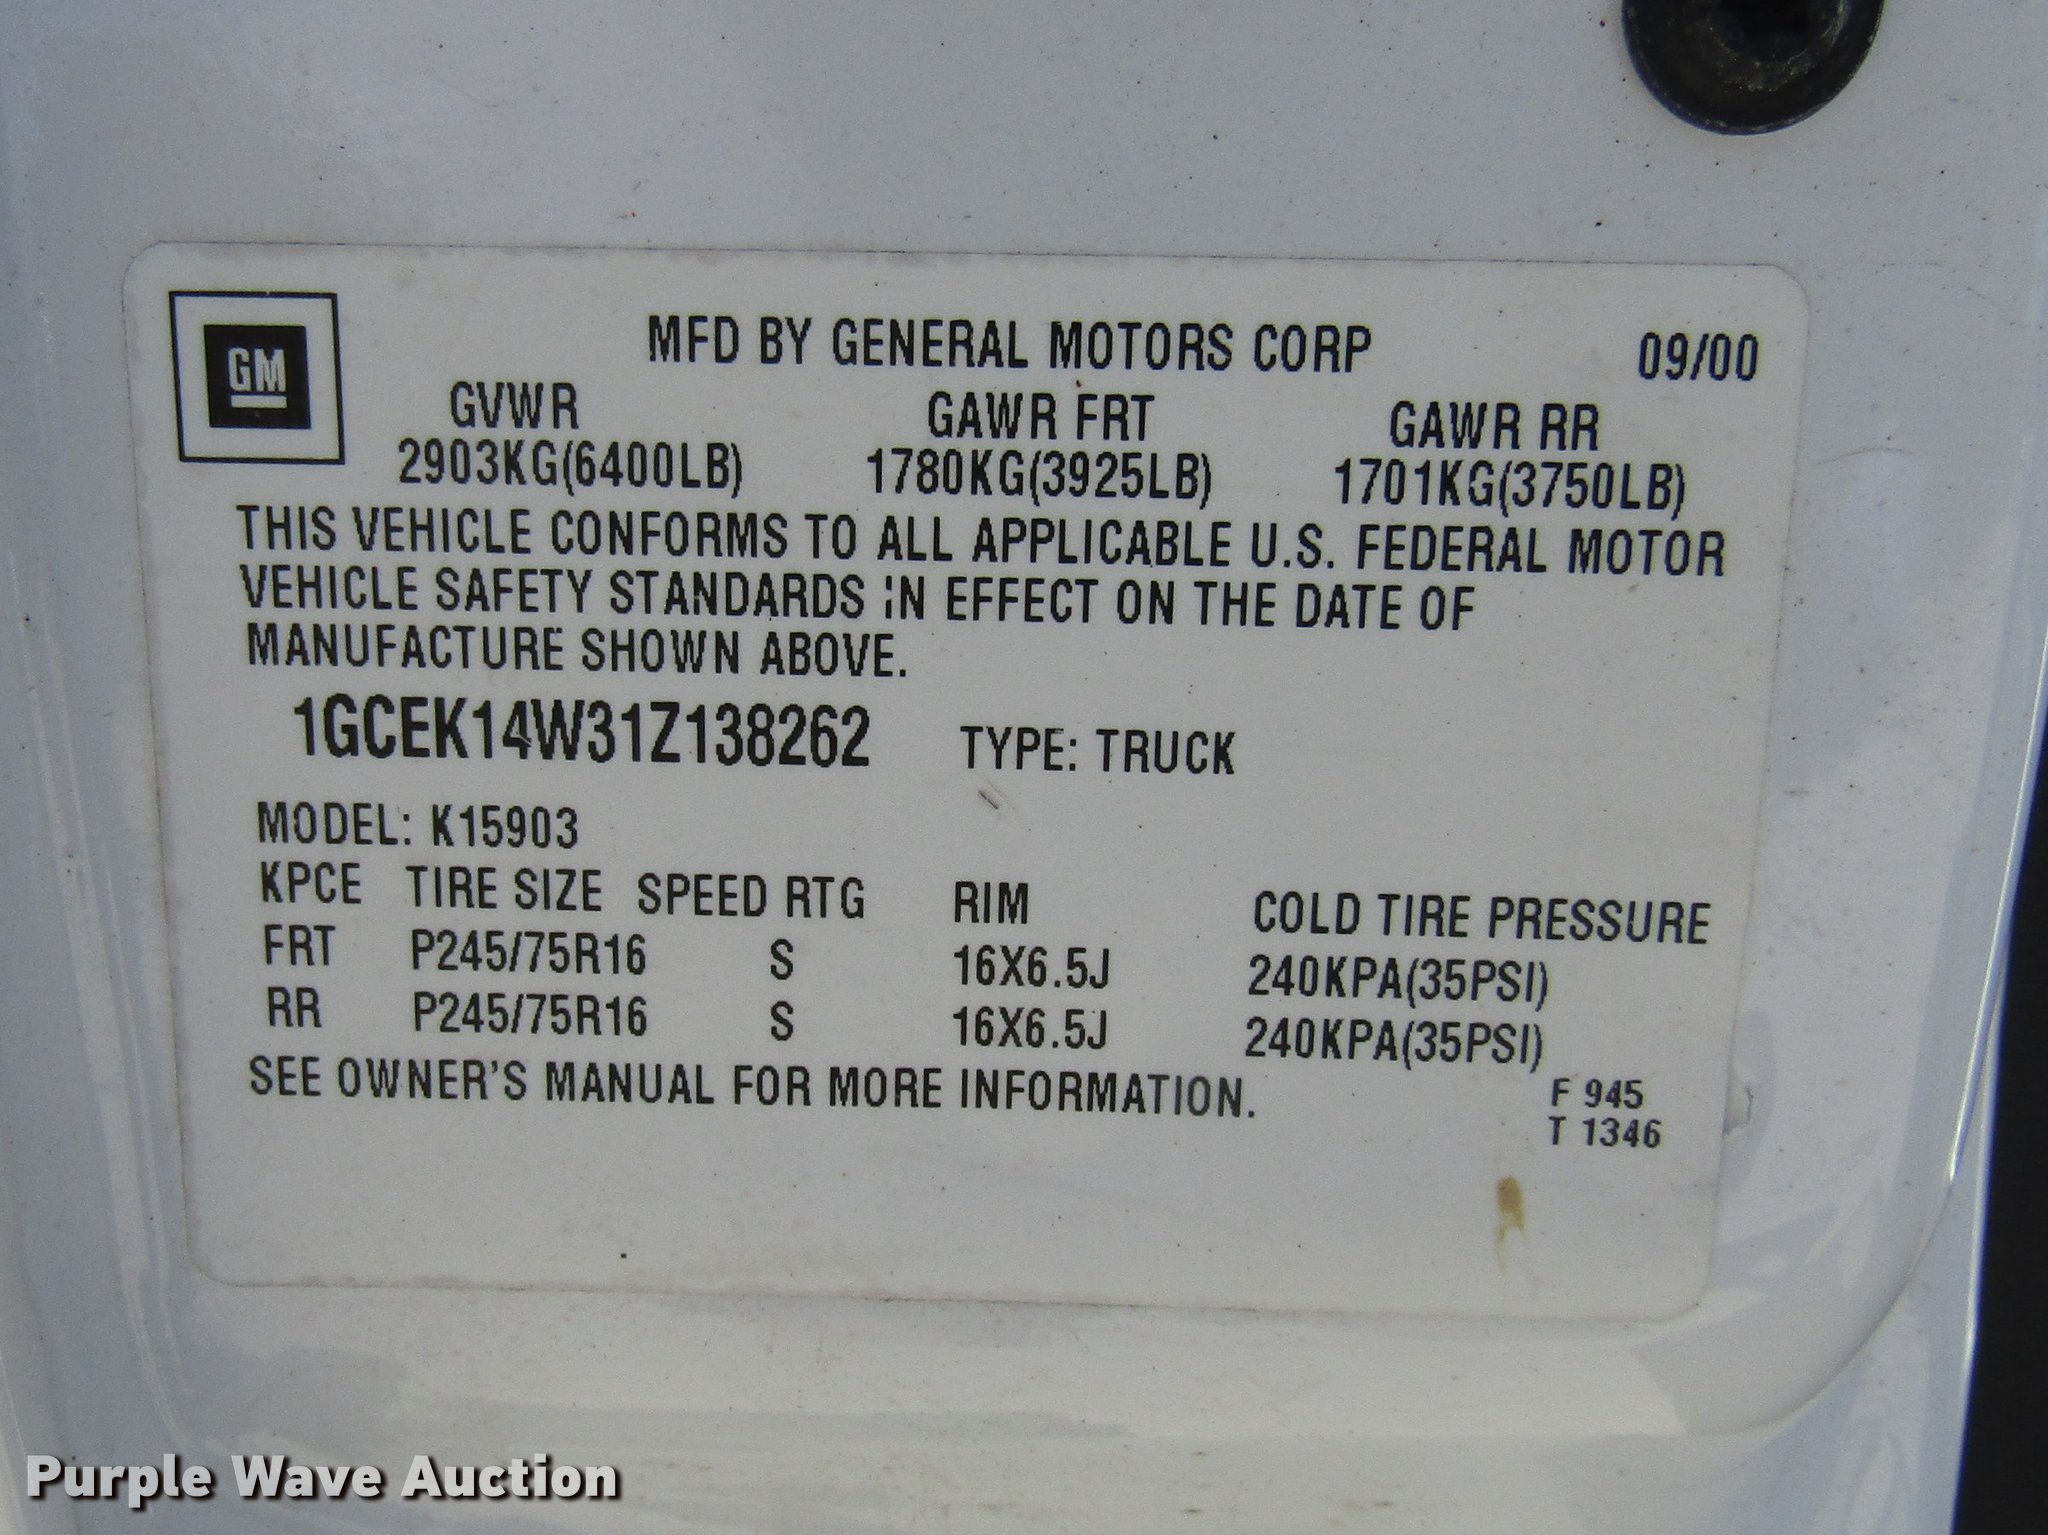 GM
MFD BY GENERAL MOTORS CORP 09/00
GVWR GAWR FRT GAWR RR
2903KG(6400LB) 1780KG(3925LB) 1701KG(3750LB)
THIS VEHICLE CONFORMS TO ALL APPLICABLE U.S. FEDERAL MOTOR
VEHICLE SAFETY STANDARDS IN EFFECT ON THE DATE OF
MANUFACTURE SHOWN ABOVE.
1GCEK14W31Z138262 TYPE: TRUCK
MODEL: K15903
KPCE TIRE SIZE SPEED RTG RIM COLD TIRE PRESSURE
FRT P245/75R16 S 16X6.5J 240KPA(35PSI)
RR P245/75R16 S 16X6.5J 240KPA(35PSI)
SEE OWNER'S MANUAL FOR MORE INFORMATION.
F 945
T 1346
Purple Wave Auction